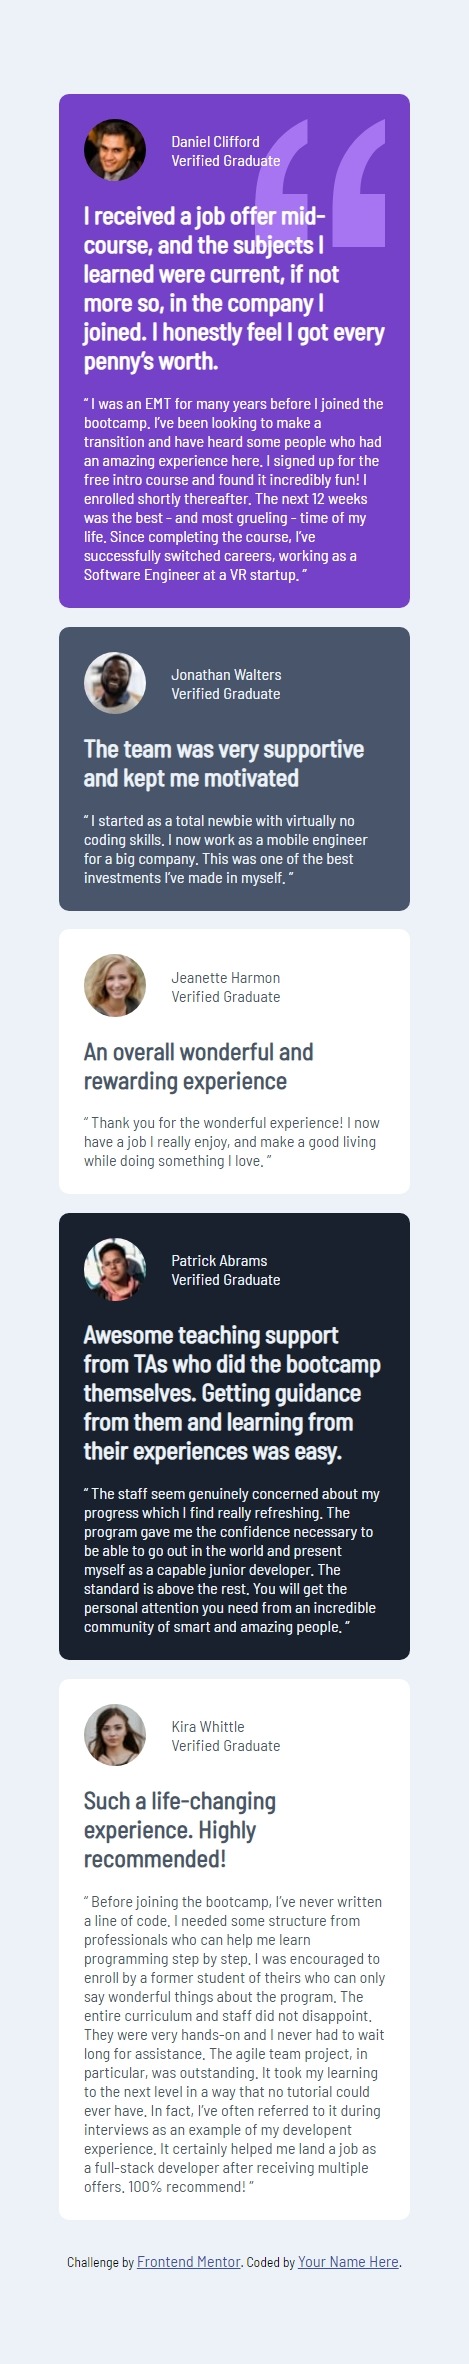 Daniel Clifford
Verified Graduate
I received a job offer mid-
course, and the subjects I
learned were current, if not
more so, in the company I
joined. I honestly feel I got every
penny’s worth.
“ I was an EMT for many years before I joined the
bootcamp. I’ve been looking to make a
transition and have heard some people who had
an amazing experience here. I signed up for the
free intro course and found it incredibly fun! I
enrolled shortly thereafter. The next 12 weeks
was the best – and most grueling – time of my
life. Since completing the course, I’ve
successfully switched careers, working as a
Software Engineer at a VR startup. ”
Jonathan Walters
Verified Graduate
The team was very supportive
and kept me motivated
“ I started as a total newbie with virtually no
coding skills. I now work as a mobile engineer
for a big company. This was one of the best
investments I’ve made in myself. ”
Jeanette Harmon
Verified Graduate
An overall wonderful and
rewarding experience
“ Thank you for the wonderful experience! I now
have a job I really enjoy, and make a good living
while doing something I love. ”
Patrick Abrams
Verified Graduate
Awesome teaching support
from TAs who did the bootcamp
themselves. Getting guidance
from them and learning from
their experiences was easy.
“ The staff seem genuinely concerned about my
progress which I find really refreshing. The
program gave me the confidence necessary to
be able to go out in the world and present
myself as a capable junior developer. The
standard is above the rest. You will get the
personal attention you need from an incredible
community of smart and amazing people. ”
Kira Whittle
Verified Graduate
Such a life-changing
experience. Highly
recommended!
“ Before joining the bootcamp, I’ve never written
a line of code. I needed some structure from
professionals who can help me learn
programming step by step. I was encouraged to
enroll by a former student of theirs who can only
say wonderful things about the program. The
entire curriculum and staff did not disappoint.
They were very hands-on and I never had to wait
long for assistance. The agile team project, in
particular, was outstanding. It took my learning
to the next level in a way that no tutorial could
ever have. In fact, I’ve often referred to it during
interviews as an example of my developent
experience. It certainly helped me land a job as
a full-stack developer after receiving multiple
offers. 100% recommend! ”
Challenge by Frontend Mentor. Coded by Your Name Here.